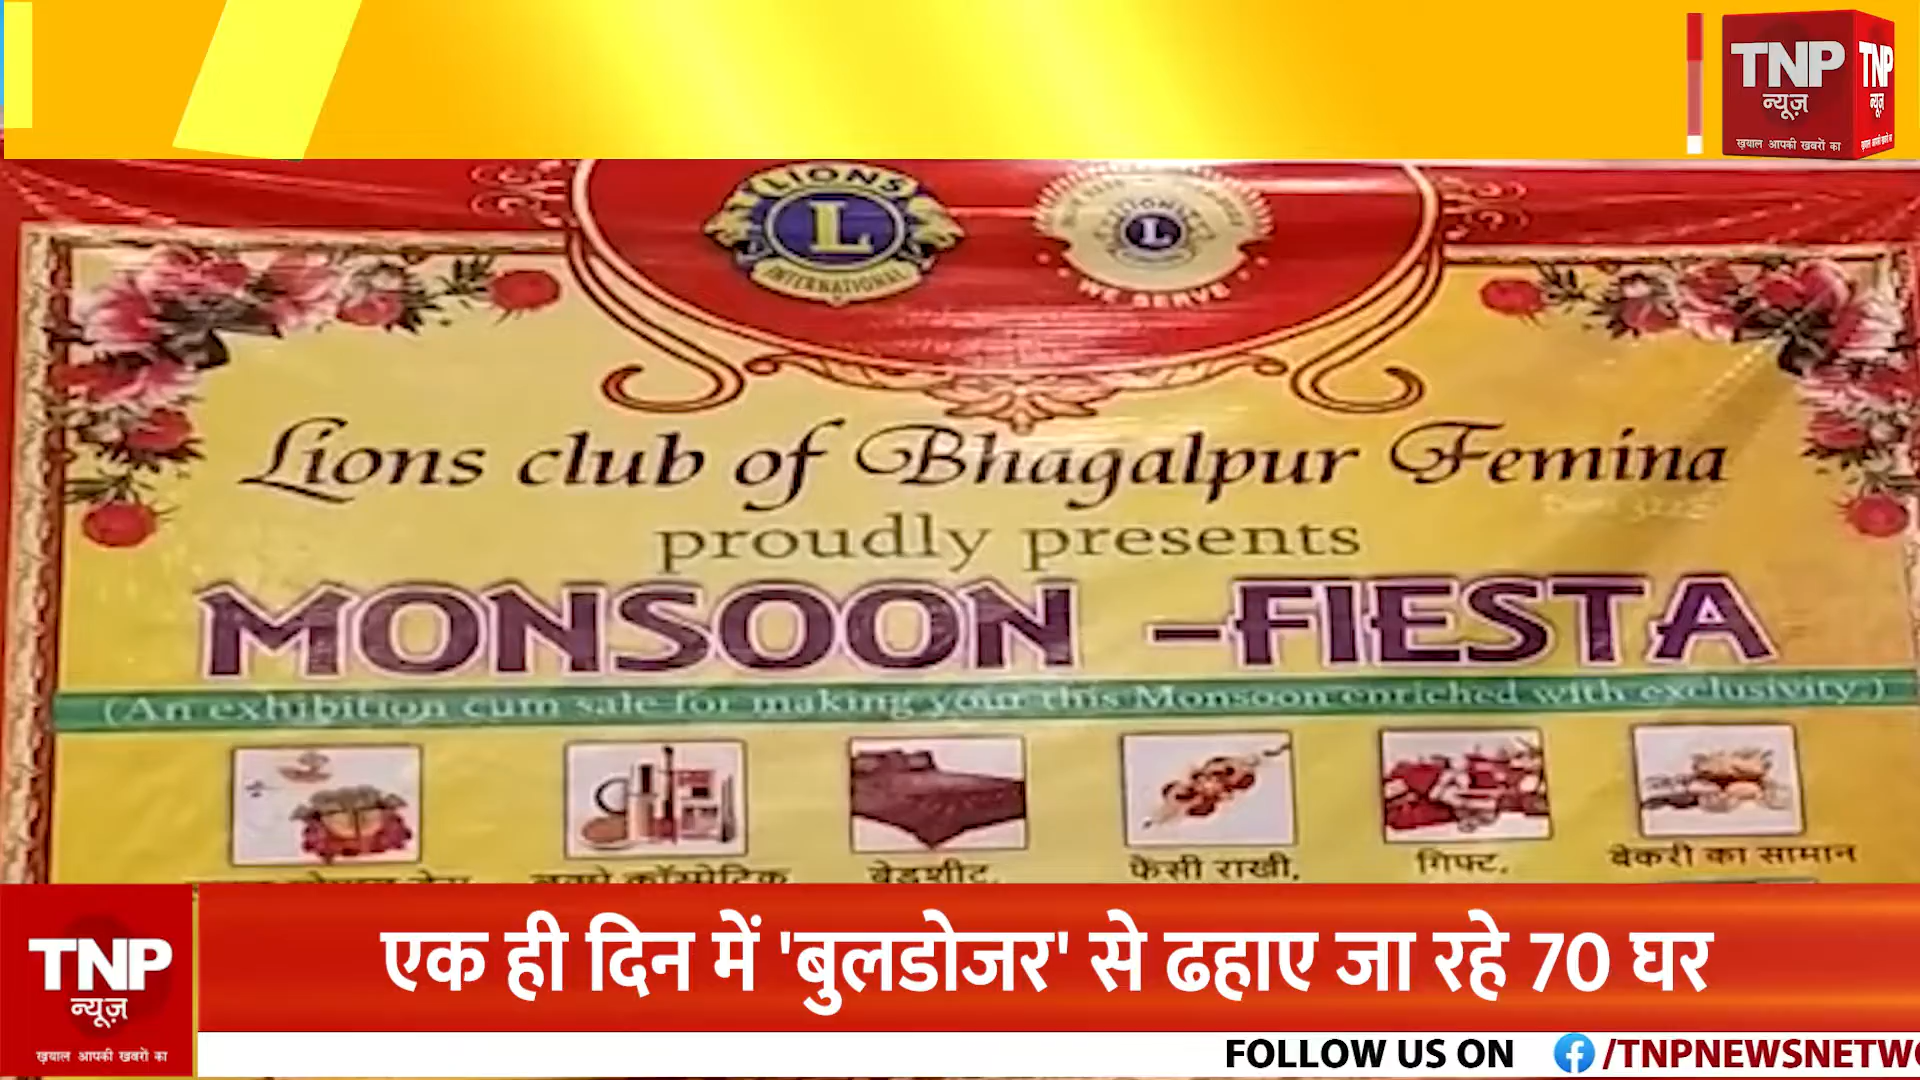 TNP
न्यूज़
ख़याल आपकी खबरों का
TNP
न्यूज़
LIONS
L
INTERNATIONAL
LIONS
L
WE SERVE
Lions club of Bhagalpur Femina
proudly presents
MONSOON -FIESTA
(An exhibition cum sale for making your this Monsoon enriched with exclusivity.)
बेडशीट,
फैंसी राखी,
गिफ्ट,
बेकरी का सामान
TNP
न्यूज़
ख़याल आपकी खबरों का
एक ही दिन में 'बुलडोजर' से ढहाए जा रहे 70 घर
FOLLOW US ON
/TNPNEWSNETW